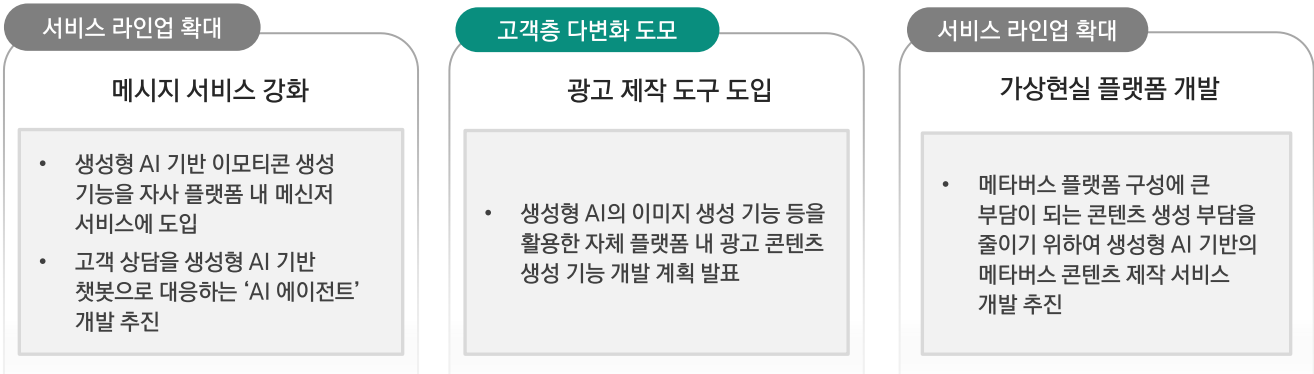 서비스 라인업 확대
메시지 서비스 강화
• 생성형 AI 기반 이모티콘 생성
기능을 자사 플랫폼 내 메신저
서비스에 도입
• 고객 상담을 생성형 AI 기반
챗봇으로 대응하는 ‘AI 에이전트’
개발 추진
고객층 다변화 도모
광고 제작 도구 도입
• 생성형 AI의 이미지 생성 기능 등을
활용한 자체 플랫폼 내 광고 콘텐츠
생성 기능 개발 계획 발표
서비스 라인업 확대
가상현실 플랫폼 개발
• 메타버스 플랫폼 구성에 큰
부담이 되는 콘텐츠 생성 부담을
줄이기 위하여 생성형 AI 기반의
메타버스 콘텐츠 제작 서비스
개발 추진